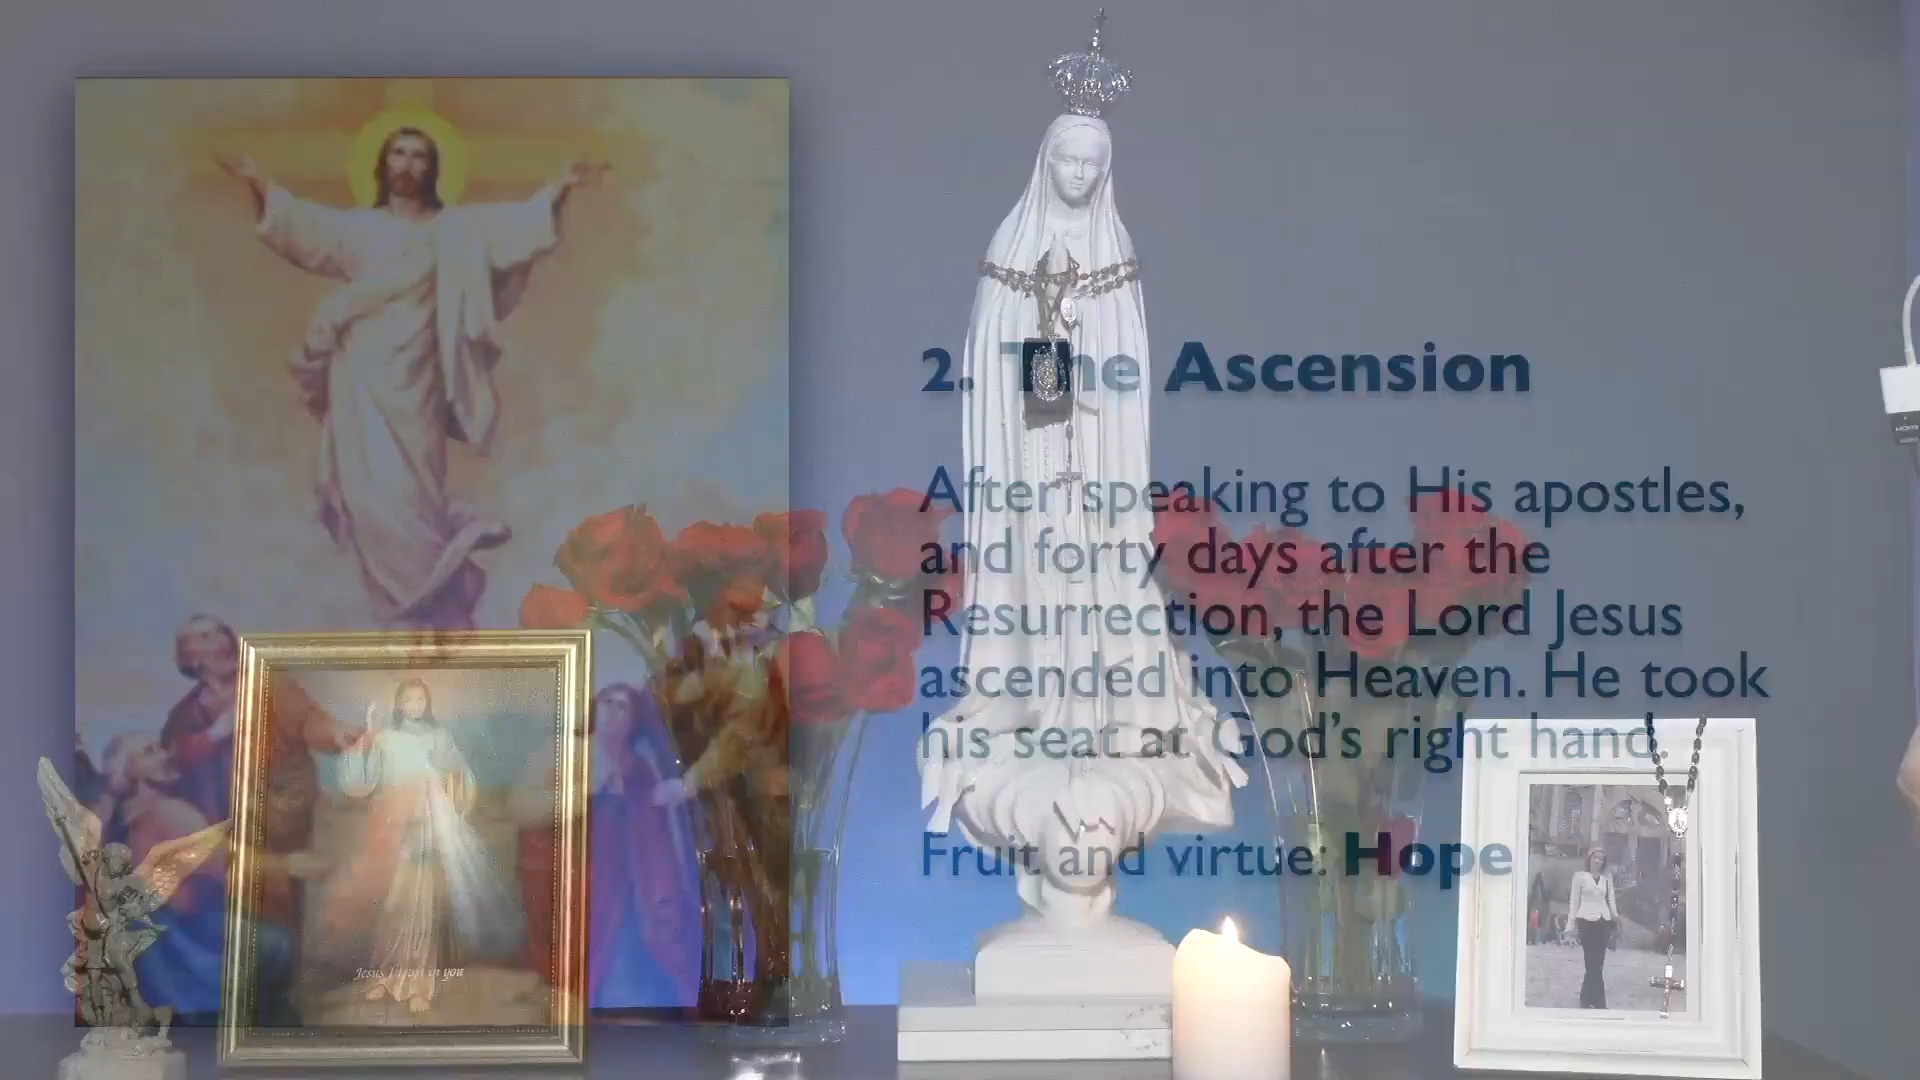 2. The Ascension
After speaking to His apostles,
and forty days after the
Resurrection, the Lord Jesus
ascended into Heaven. He took
his seat at God's right hand.
Fruit and virtue: Hope
Jesus I trust in you